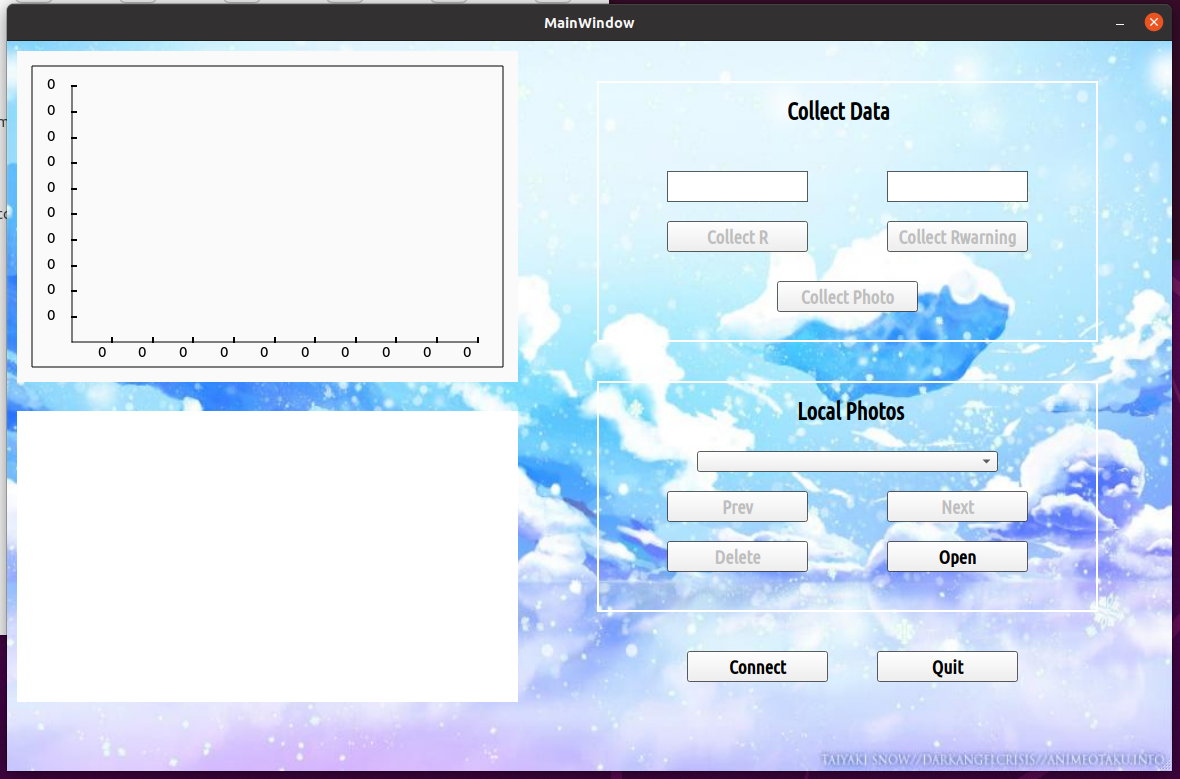 MainWindow
0
0
0
0
0
0
0
0
0
0
0 0 0 0 0 0 0 0 0 0
Collect Data
Collect R Collect Rwarning
Collect Photo
Local Photos
Prev Next
Delete Open
Connect Quit
TAIYAKI SNOW//DARKANGELCRISIS//ANIMEOTAKU.INFO